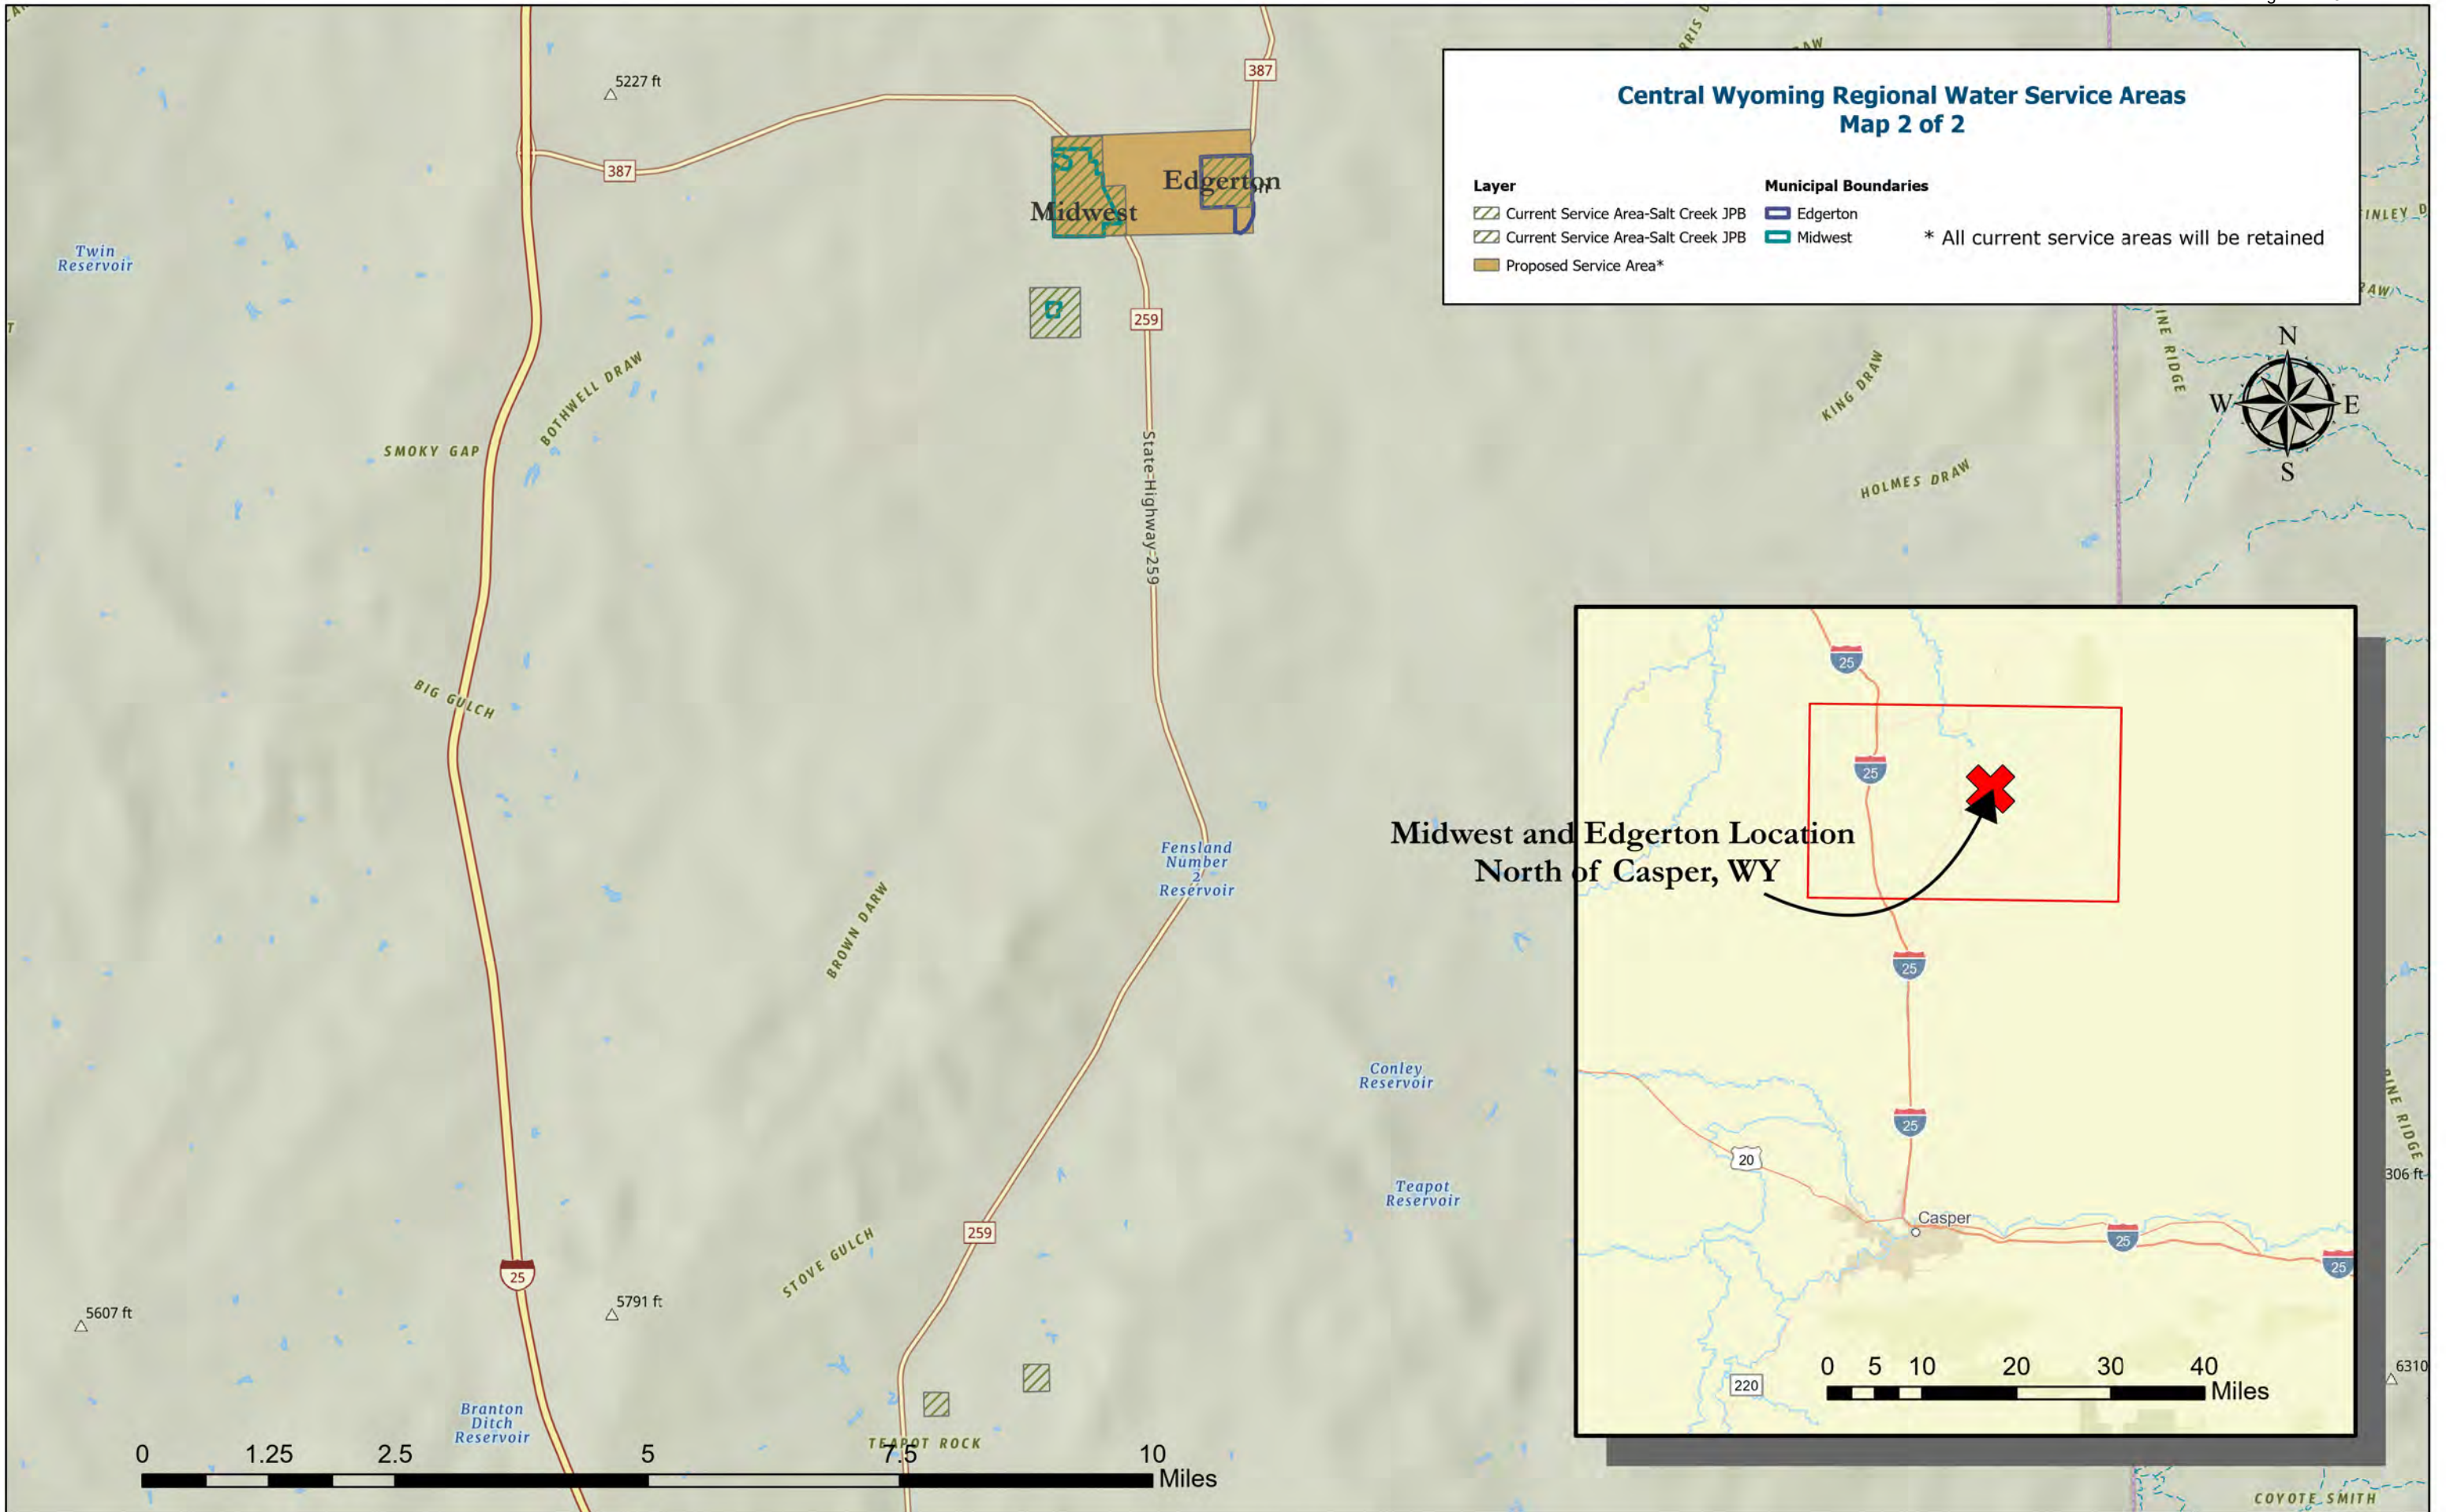 5227 ft
387
387
Central Wyoming Regional Water Service Areas
Map 2 of 2
Layer
Current Service Area-Salt Creek JPB
Current Service Area-Salt Creek JPB
Proposed Service Area*
Municipal Boundaries
Edgerton
Midwest
* All current service areas will be retained
Edgerton
Midwest
Twin
Reservoir
259
N
W
E
S
INE RIDGE
KING DRAW
HOLMES DRAW
BOTHWELL DRAW
SMOKY GAP
State Highway 259
BIG GULCH
25
25
Midwest and Edgerton Location
North of Casper, WY
Fensland
Number
2
Reservoir
BROWN DARW
25
25
Conley
Reservoir
Teapot
Reservoir
PINE RIDGE
306 ft
20
Casper
25
25
259
STOVE GULCH
25
5607 ft
5791 ft
0 5 10 20 30 40
Miles
220
6310
Branton
Ditch
Reservoir
TEAPOT ROCK
0 1.25 2.5 5 7.5 10
Miles
COYOTE SMITH